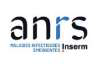 anrs
MALADIES INFECTIEUSES
ÉMERGENTES
Inserm